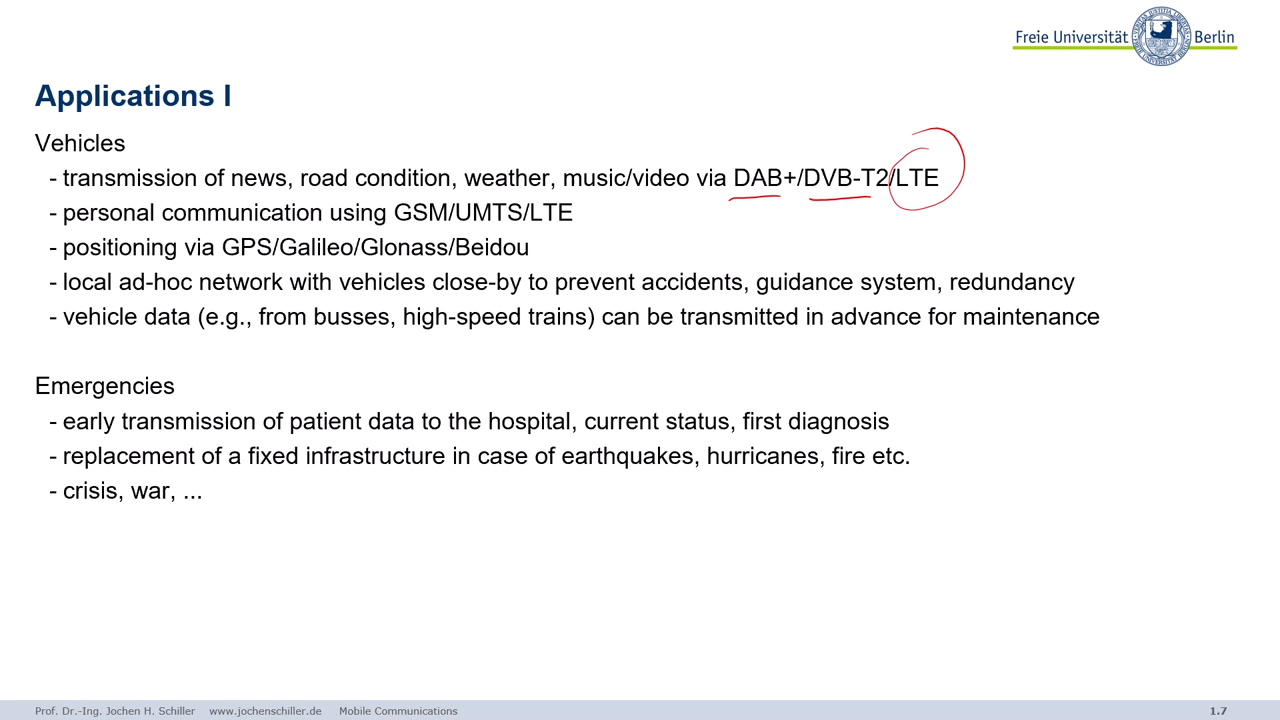 Freie Universität Berlin
Applications I
Vehicles
- transmission of news, road condition, weather, music/video via DAB+/DVB-T2/LTE
- personal communication using GSM/UMTS/LTE
- positioning via GPS/Galileo/Glonass/Beidou
- local ad-hoc network with vehicles close-by to prevent accidents, guidance system, redundancy
- vehicle data (e.g., from busses, high-speed trains) can be transmitted in advance for maintenance
Emergencies
- early transmission of patient data to the hospital, current status, first diagnosis
- replacement of a fixed infrastructure in case of earthquakes, hurricanes, fire etc.
- crisis, war, ...
Prof. Dr.-Ing. Jochen H. Schiller www.jochenschiller.de Mobile Communications 1.7